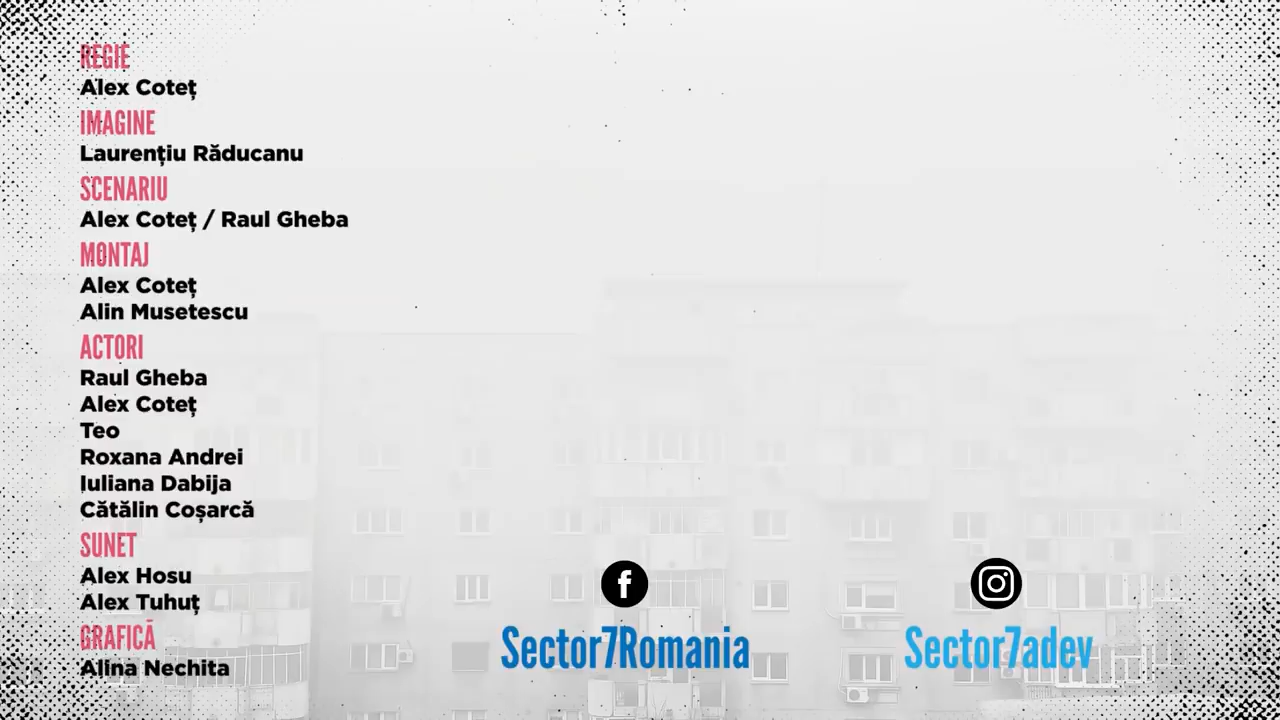 REGIE
Alex Coteț
IMAGINE
Laurențiu Răducanu
SCENARIU
Alex Coteț / Raul Gheba
MONTAJ
Alex Coteț
Alin Musetescu
ACTORI
Raul Gheba
Alex Coteț
Teo
Roxana Andrei
Iuliana Dabija
Cătălin Coșarcă
SUNET
Alex Hosu
Alex Tuhuț
GRAFICĂ
Alina Nechita
Sector7Romania
Sector7adev